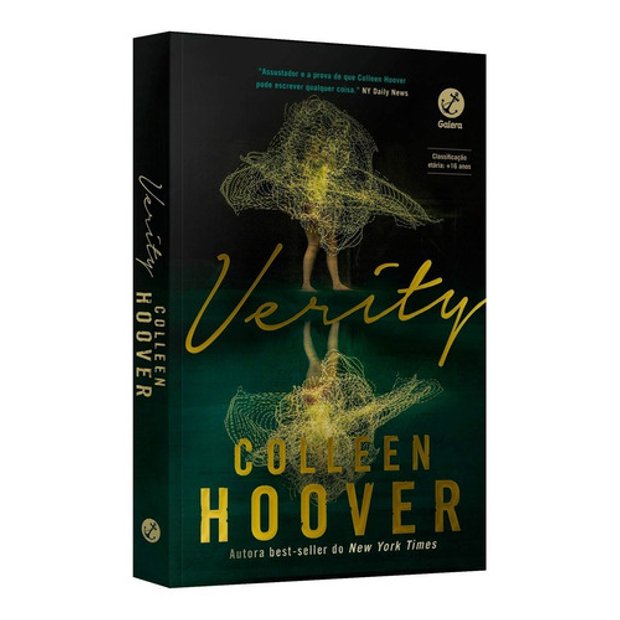 "Assustador e a prova de que Colleen Hoover
pode escrever qualquer coisa." NY Daily News
Galera
Classificação
etária: +16 anos
Verity
COLLEEN
HOOVER
Autora best-seller do New York Times
Verity
COLLEEN
HOOVER